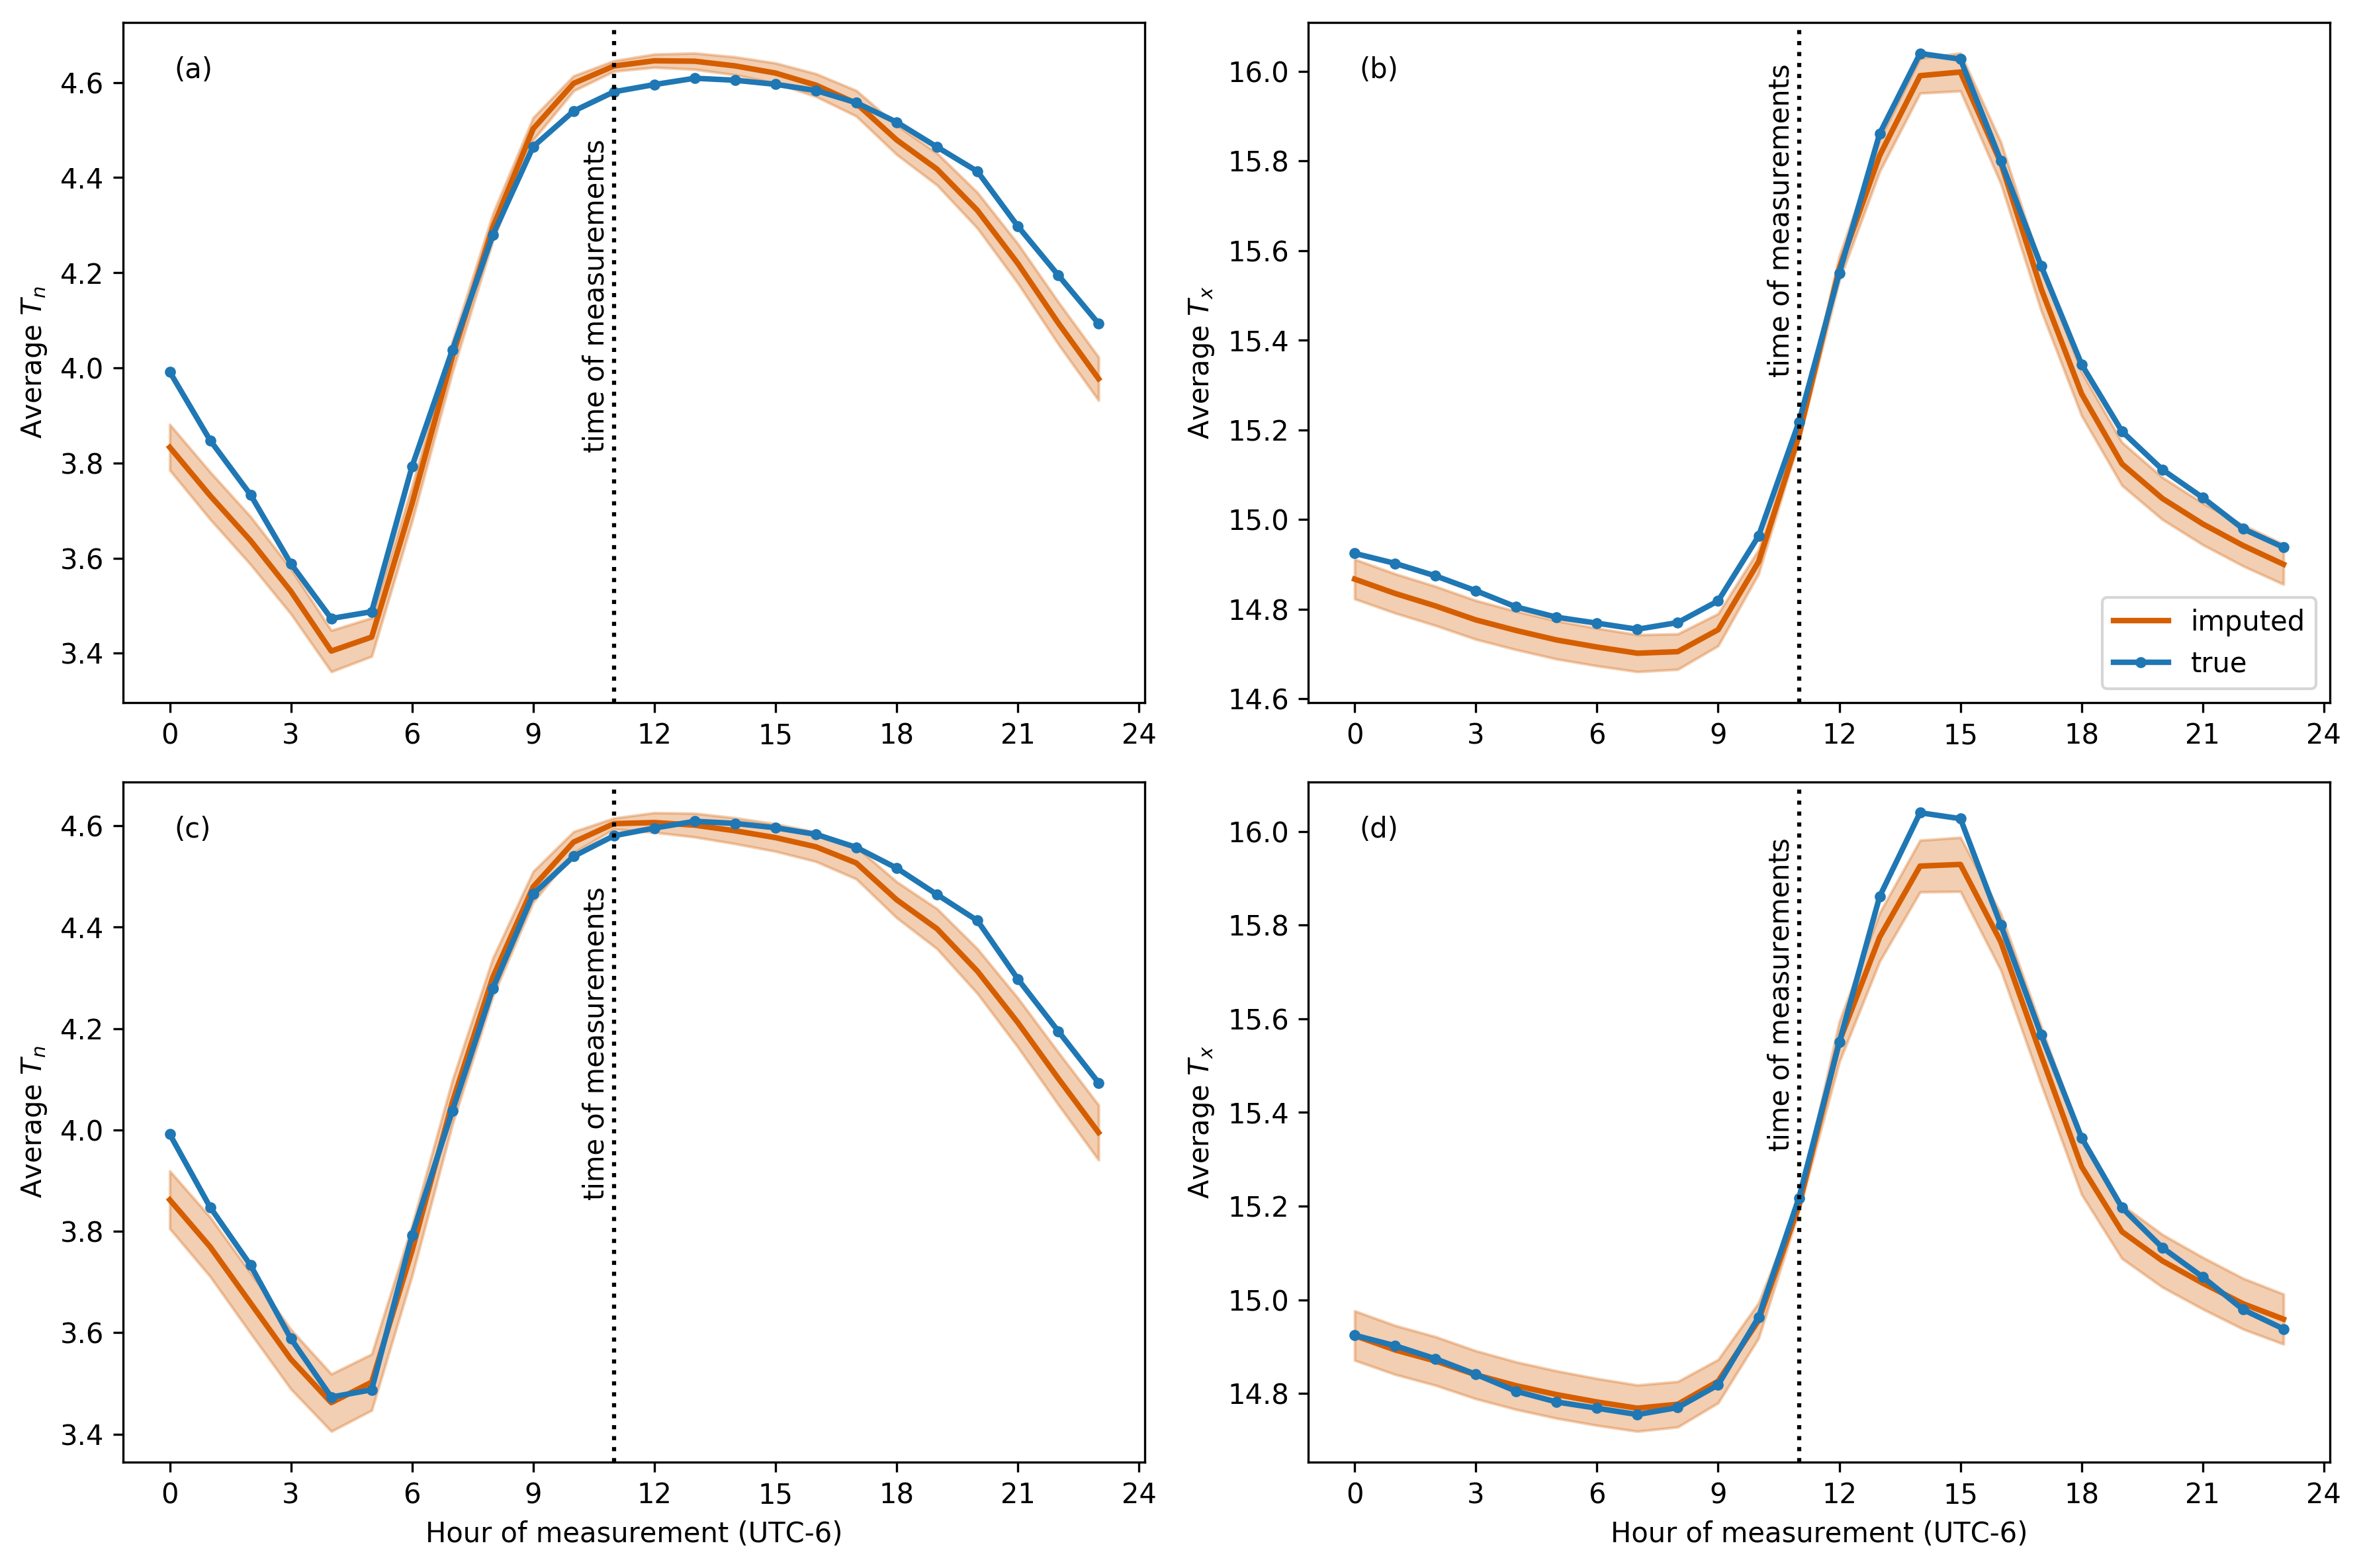 (a)
4.6
4.4
4.2
4.0
3.8
3.6
3.4
Average Tn
time of measurements
0 3 6 9 12 15 18 21 24
(b)
16.0
15.8
15.6
15.4
15.2
15.0
14.8
14.6
Average Tx
time of measurements
imputed
true
0 3 6 9 12 15 18 21 24
(c)
4.6
4.4
4.2
4.0
3.8
3.6
3.4
Average Tn
time of measurements
0 3 6 9 12 15 18 21 24
Hour of measurement (UTC-6)
(d)
16.0
15.8
15.6
15.4
15.2
15.0
14.8
Average Tx
time of measurements
0 3 6 9 12 15 18 21 24
Hour of measurement (UTC-6)